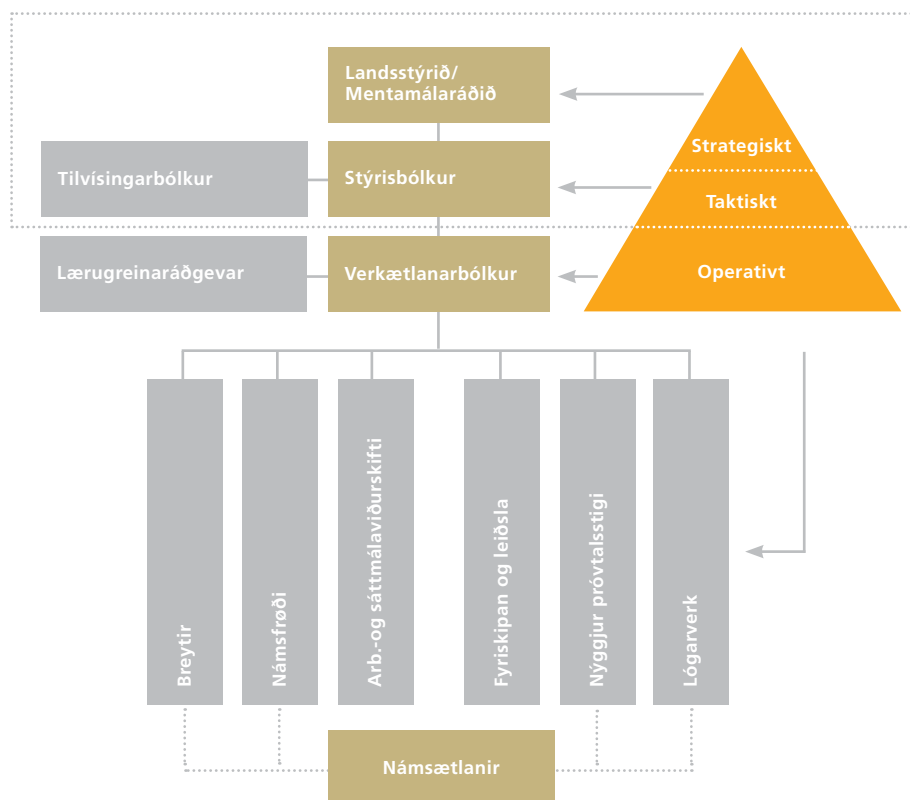 Landsstýrið/
Mentamálaráðið
Strategiskt
Tilvísingarbólkur
Stýrisbólkur
Taktiskt
Lærugreinaráðgevar
Verkætlanarbólkur
Operativt
Breytir
Námsfrøði
Arb.-og sáttmálaviðurskifti
Fyriskipan og leiðsla
Nýggjur próvtalsstigi
Lógarverk
Námsætlanir